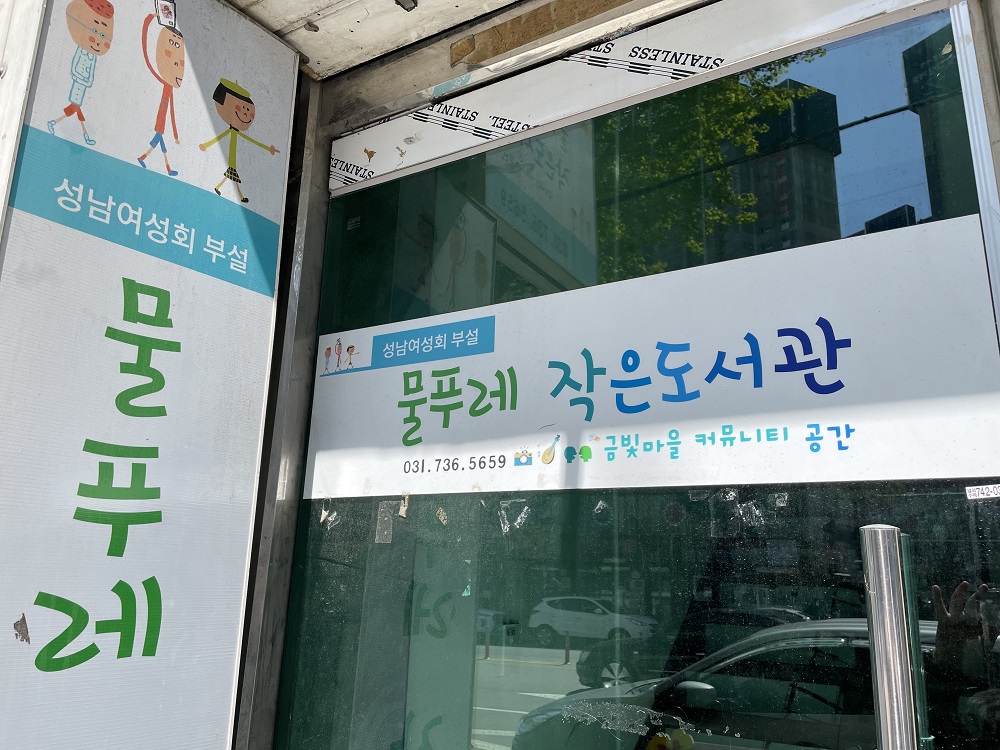 성남여성회 부설
물푸레
STAINLESS
STEEL STAINLE
STAINLESS
성남여성회 부설
물푸레 작은도서관
031.736.5659 금빛마을 커뮤니티 공간